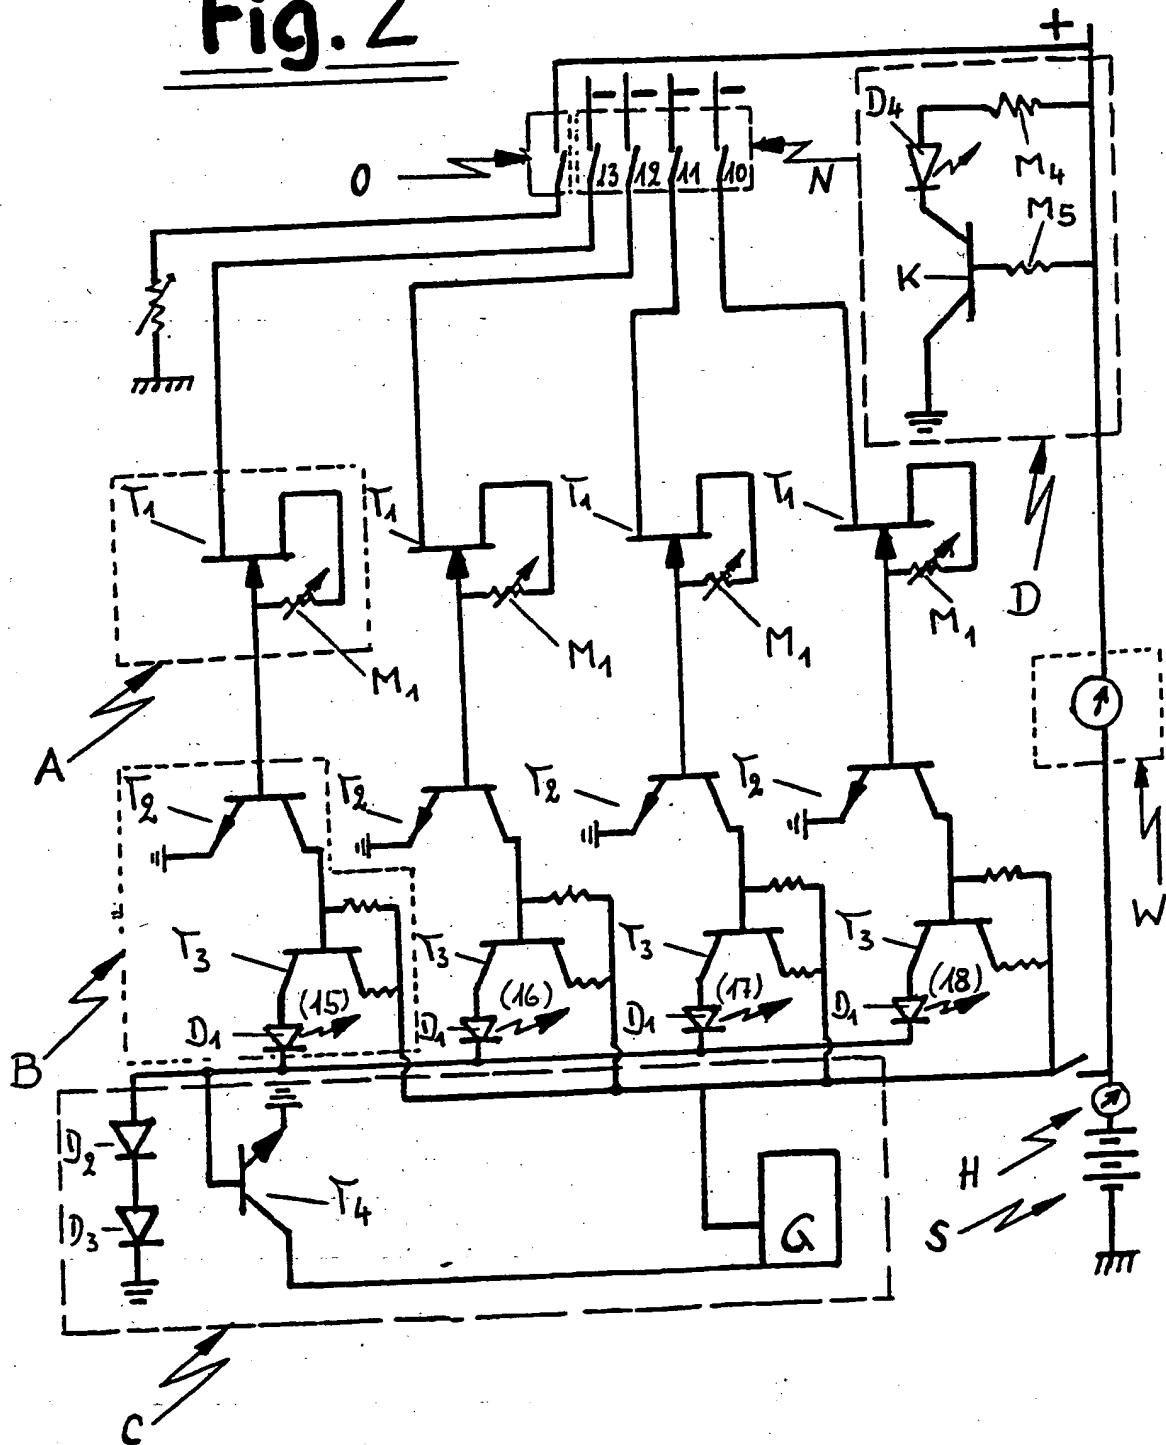 Fig. 2
+
- - - -
D4
M4
O
13 12 11 10
N
M5
K
T1 T1 T1 T1
D
M1 M1 M1 M1
A
T2 T2 T2 T2
W
T3 T3 T3 T3
(15) (16) (17) (18)
D1 D1 D1 D1
B
D2
H
T4
D3
G
S
C